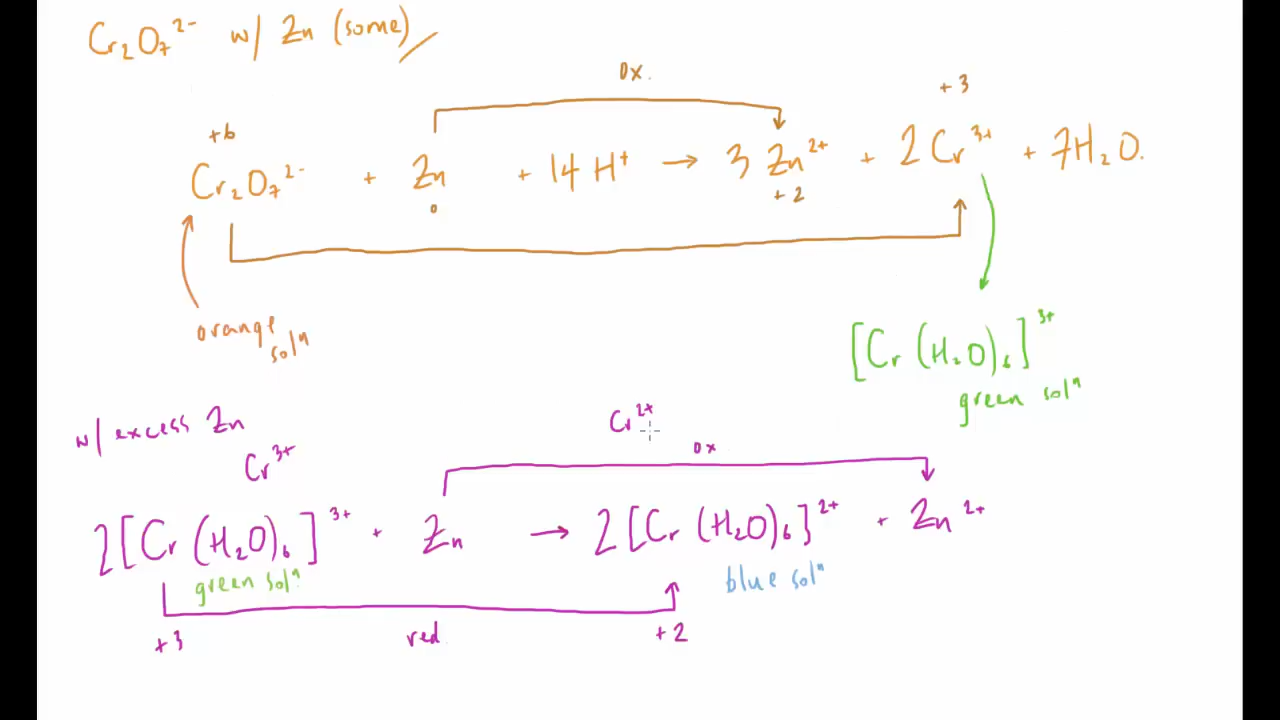 Cr₂O₇²⁻ w/ Zn (some)
ox.
+6
+3
Cr₂O₇²⁻ + Zn + 14 H⁺ → 3 Zn²⁺ + 2 Cr³⁺ + 7H₂O.
0
+2
orange solⁿ
[Cr(H₂O)₆]³⁺
green solⁿ
w/ excess Zn
Cr³⁺
Cr²⁺
ox
2[Cr(H₂O)₆]³⁺ + Zn → 2[Cr(H₂O)₆]²⁺ + Zn²⁺
green solⁿ
blue solⁿ
+3
red
+2